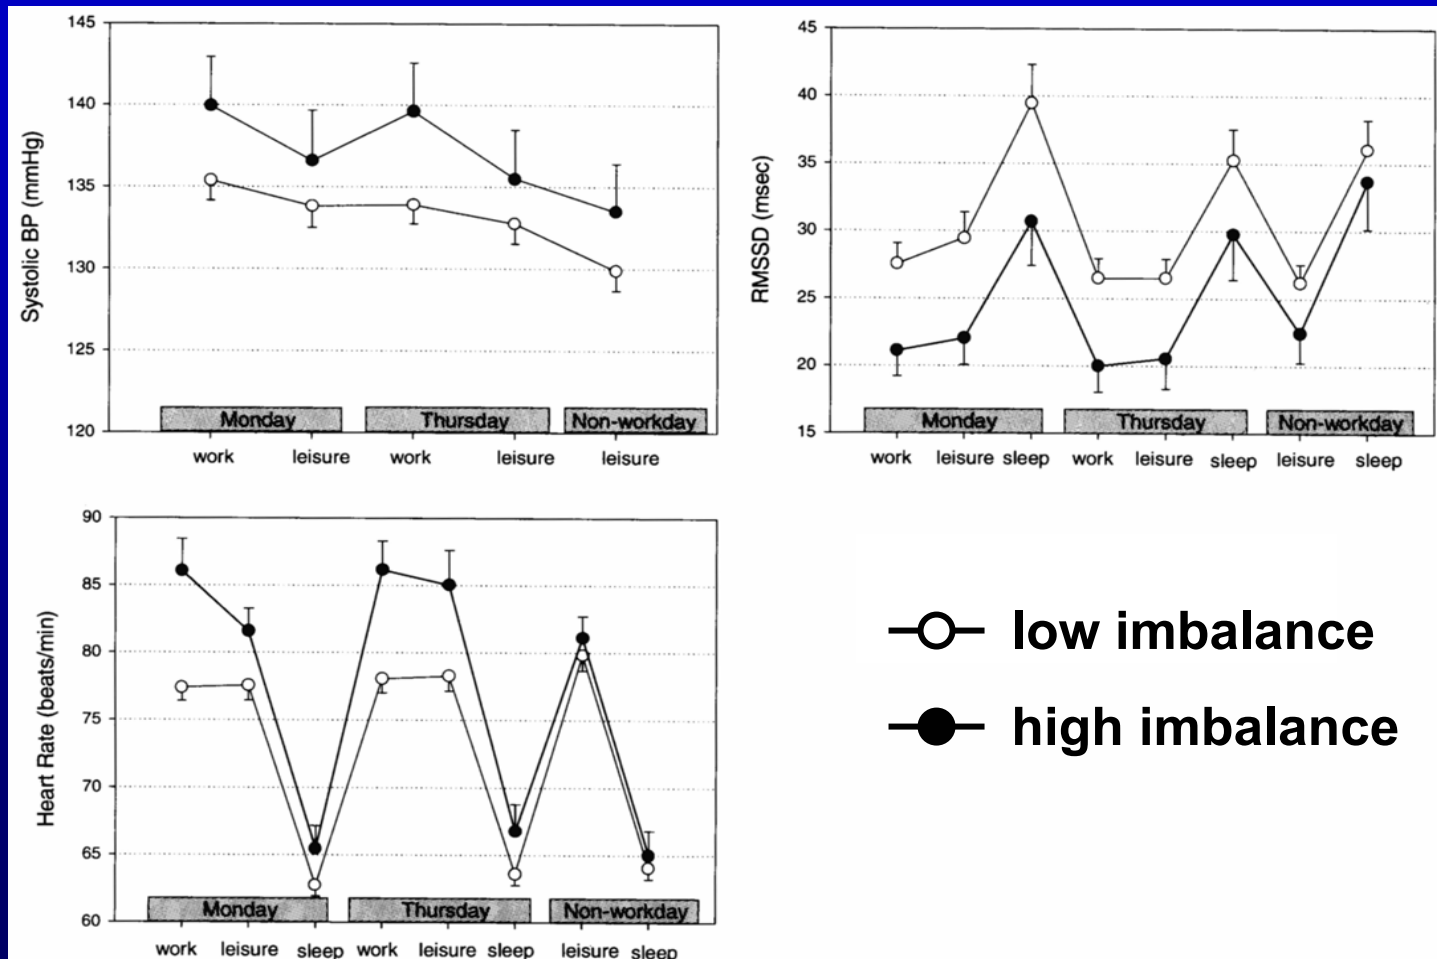 Systolic BP (mmHg)
145
140
135
130
125
120
Monday Thursday Non-workday
work leisure work leisure leisure
RMSSD (msec)
45
40
35
30
25
20
15
Monday Thursday Non-workday
work leisure sleep work leisure sleep leisure sleep
Heart Rate (beats/min)
90
85
80
75
70
65
60
Monday Thursday Non-workday
work leisure sleep work leisure sleep leisure sleep
low imbalance
high imbalance